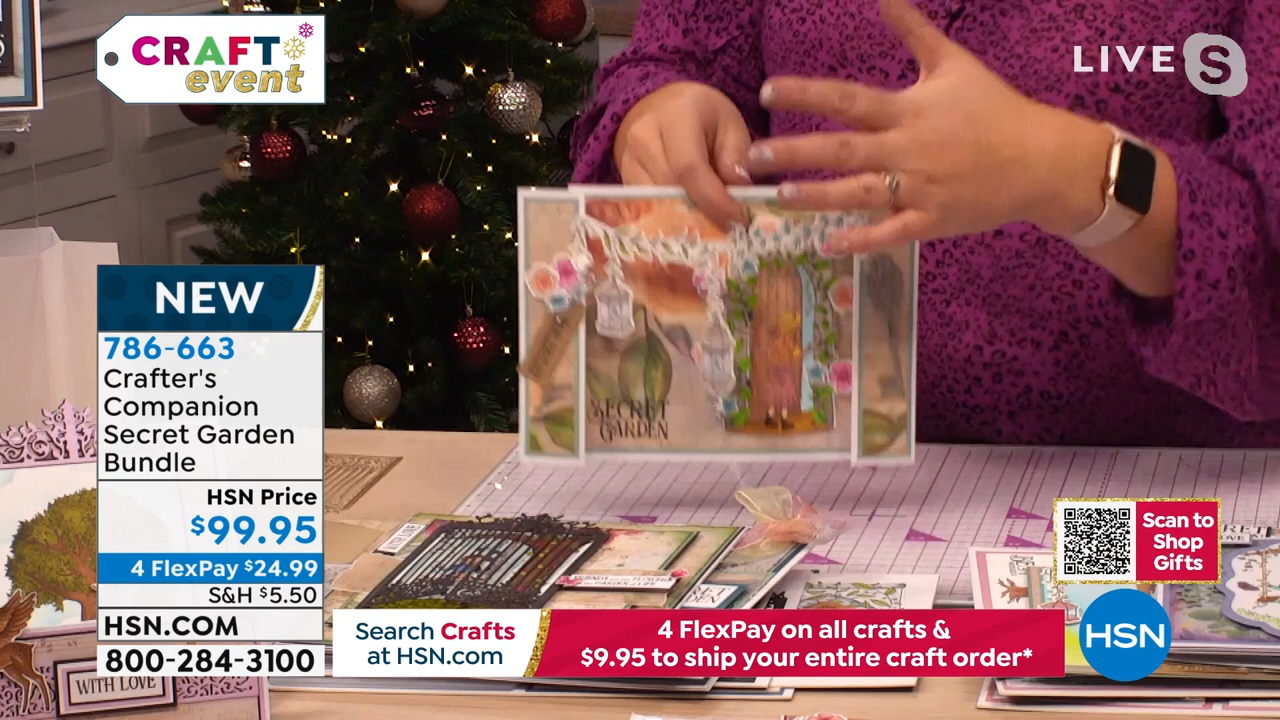 CRAFT
event
LIVE S
NEW
786-663
Crafter's
Companion
Secret Garden
Bundle
HSN Price
$99.95
4 FlexPay $24.99
S&H $5.50
HSN.COM
800-284-3100
SECRET
GARDEN
WITH LOVE
Search Crafts
at HSN.com
4 FlexPay on all crafts &
$9.95 to ship your entire craft order*
Scan to
Shop
Gifts
HSN